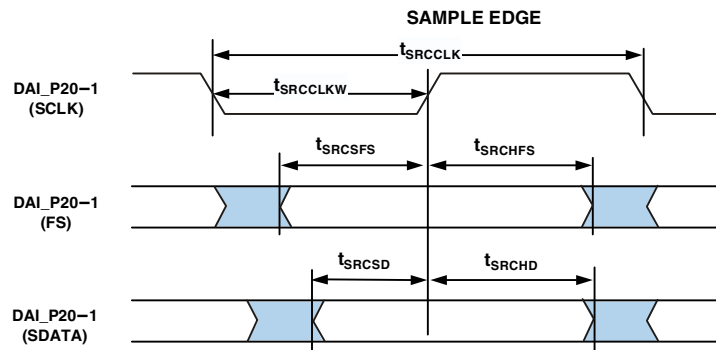 SAMPLE EDGE
tSRCCLK
DAI_P20–1
(SCLK)
tSRCCLKW
tSRCSFS
tSRCHFS
DAI_P20–1
(FS)
tSRCSD
tSRCHD
DAI_P20–1
(SDATA)